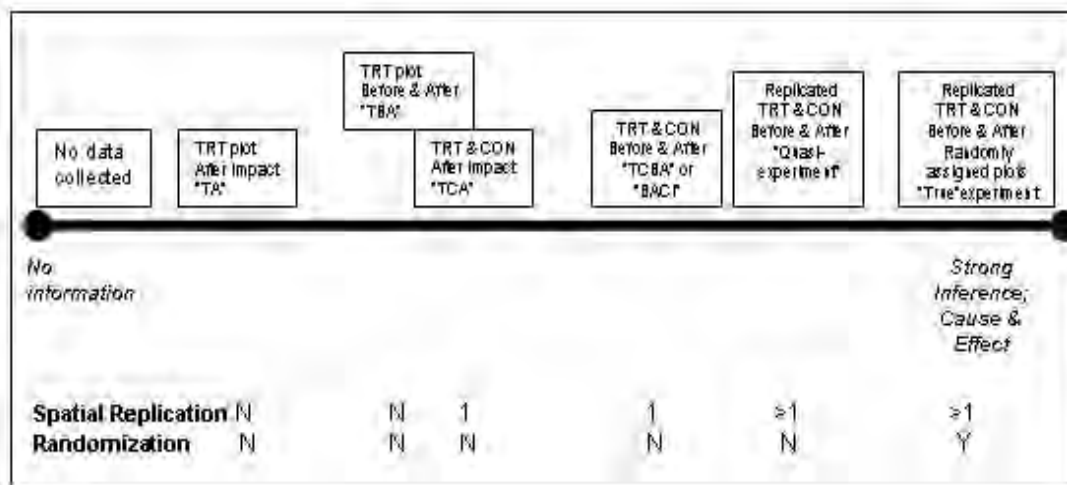 No data
collected
TRT plot
After Impact
"TA"
TRT plot
Before & After
"TBA"
TRT & CON
After Impact
"TCA"
TRT & CON
Before & After
"TCBA" or
"BACI"
Replicated
TRT & CON
Before & After
"Quasi-
experiment"
Replicated
TRT & CON
Before & After
Randomly
assigned plots
"True" experiment
No
information
Strong
Inference;
Cause &
Effect
Spatial Replication N N 1 1 >1 >1
Randomization N N N N N Y